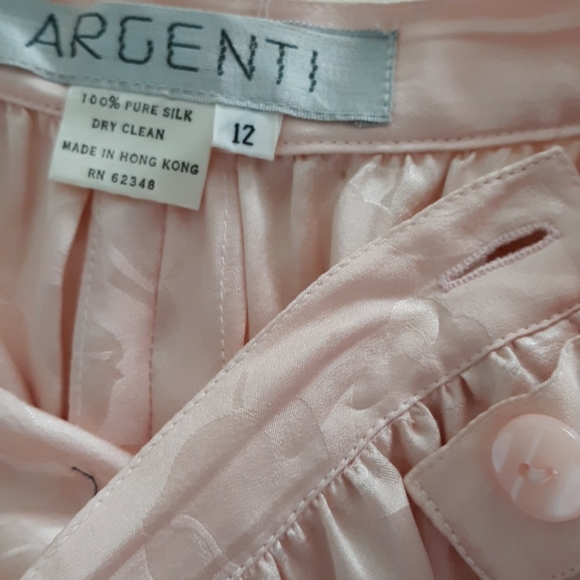 ARGENTI
100% PURE SILK
DRY CLEAN
MADE IN HONG KONG
RN 62348
12